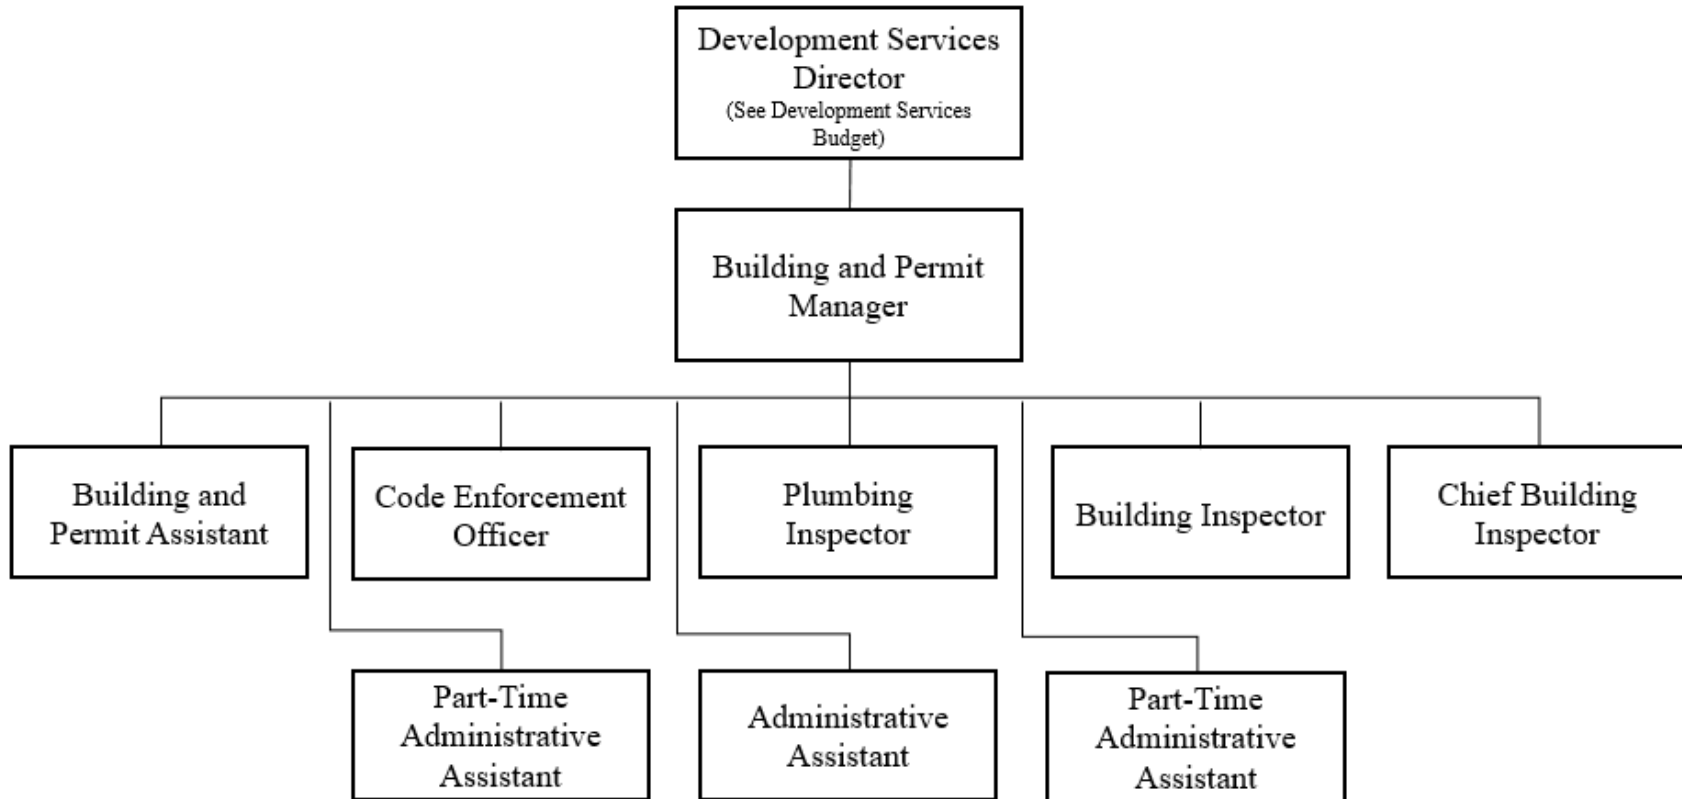 Development Services
Director
(See Development Services
Budget)
Building and Permit
Manager
Building and
Permit Assistant
Code Enforcement
Officer
Plumbing
Inspector
Building Inspector
Chief Building
Inspector
Part-Time
Administrative
Assistant
Administrative
Assistant
Part-Time
Administrative
Assistant